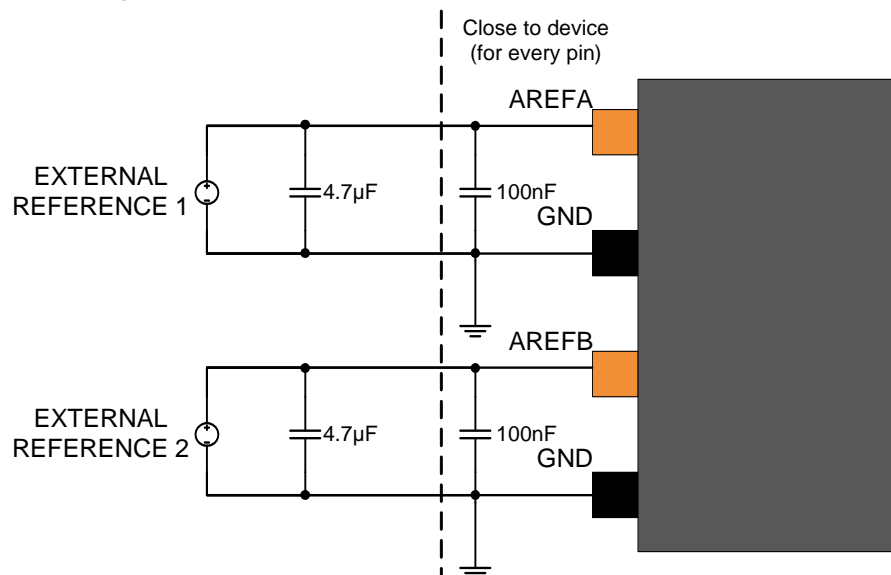 Close to device
(for every pin)
AREFA
EXTERNAL
REFERENCE 1
4.7µF
100nF
GND
AREFB
EXTERNAL
REFERENCE 2
4.7µF
100nF
GND